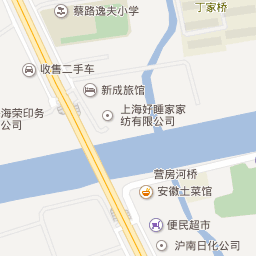 蔡路逸夫小学
丁家桥
收售二手车
新成旅馆
上海好睡家家
纺有限公司
海荣印务
公司
营房河桥
安徽土菜馆
便民超市
沪南日化公司